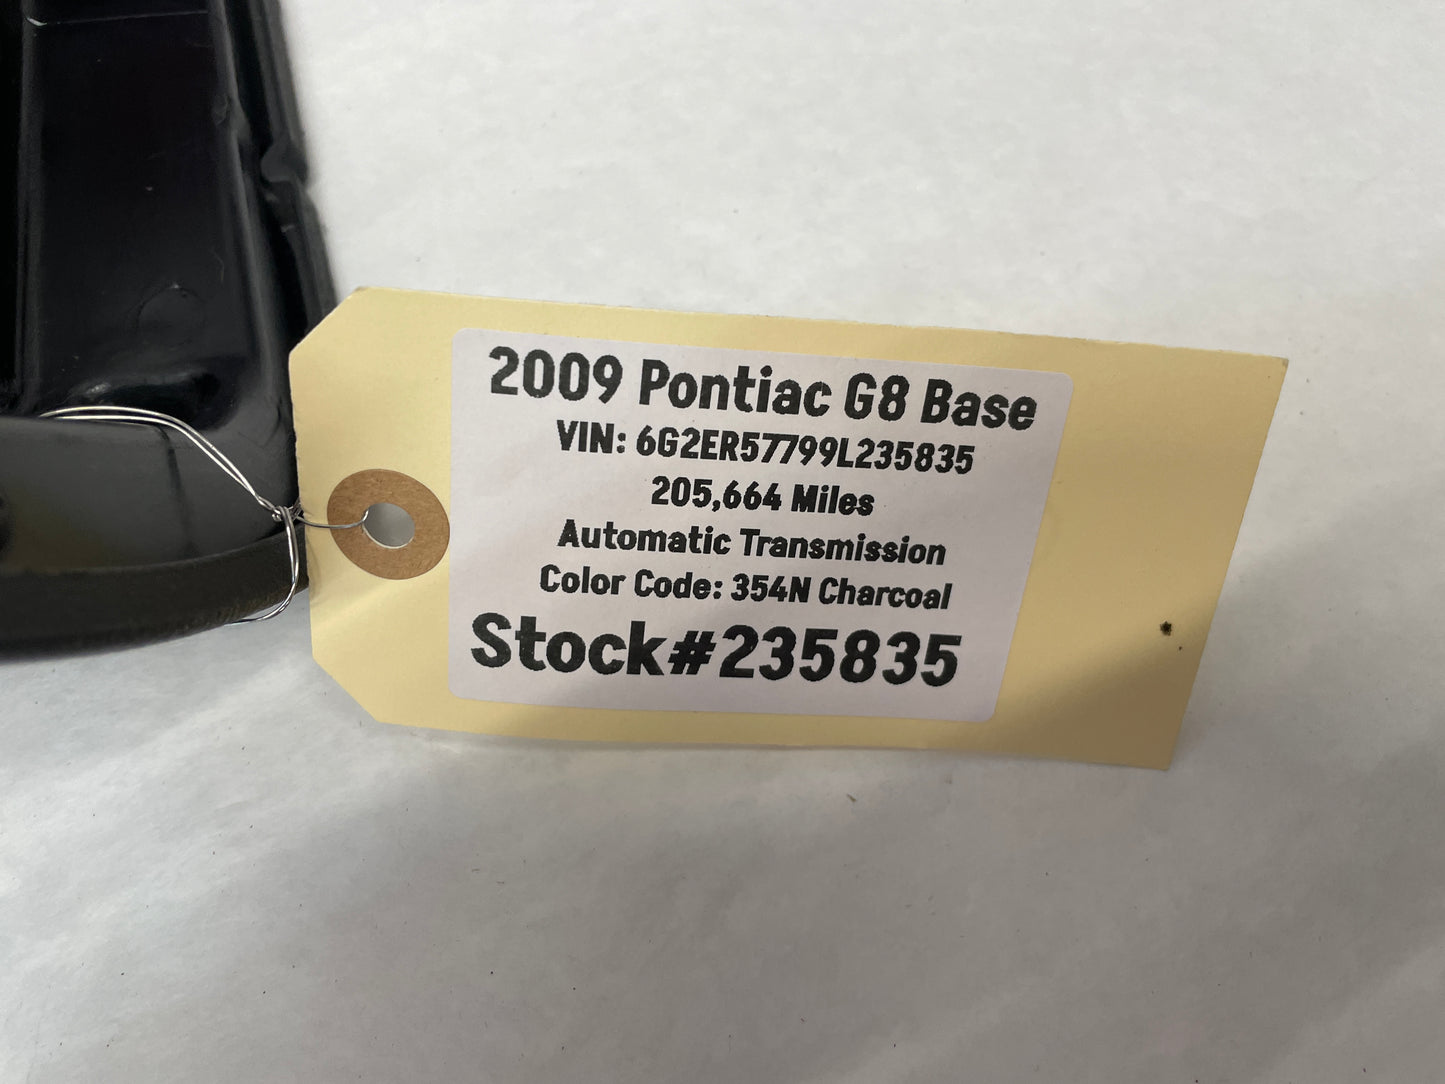 2009 Pontiac G8 Base
VIN: 6G2ER57799L235835
205,664 Miles
Automatic Transmission
Color Code: 354N Charcoal
Stock#235835